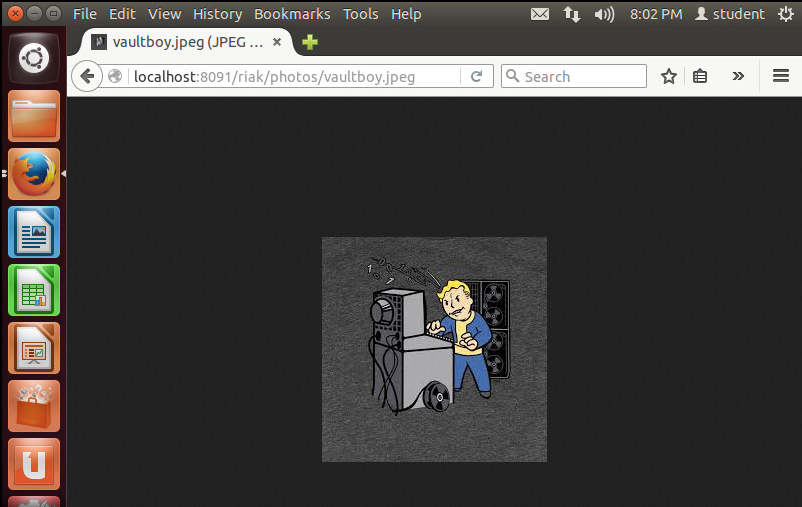 File Edit View History Bookmarks Tools Help 8:02 PM student
vaultboy.jpeg (JPEG ...
localhost:8091/riak/photos/vaultboy.jpeg Search